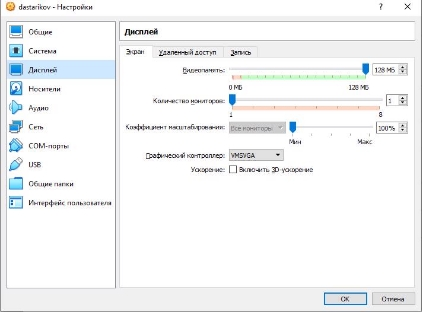 dastarikov - Настройки
Общие
Система
Дисплей
Носители
Аудио
Сеть
COM-порты
USB
Общие папки
Интерфейс пользователя
Дисплей
Экран Удаленный доступ Запись
Видеопамять: 128 МБ
0 МБ 128 МБ
Количество мониторов: 1
1 8
Коэффициент масштабирования: Все мониторы 100%
Мин Макс
Графический контроллер: VMSVGA
Ускорение: Включить 3D-ускорение
OK Отмена